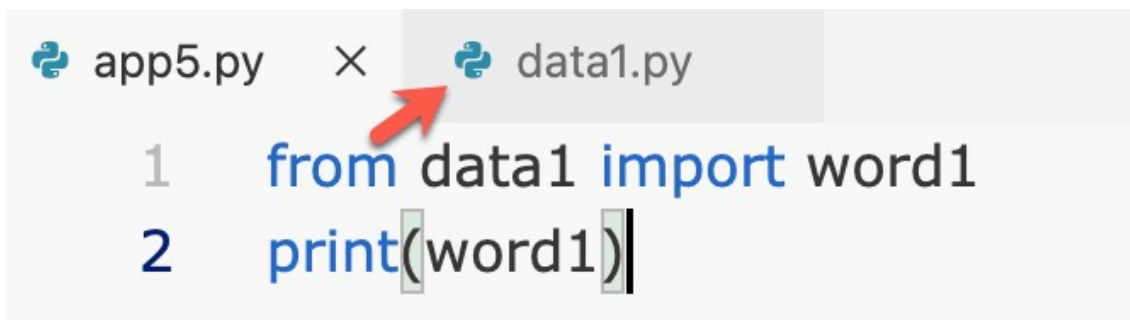 app5.py × data1.py
1 from data1 import word1
2 print(word1)